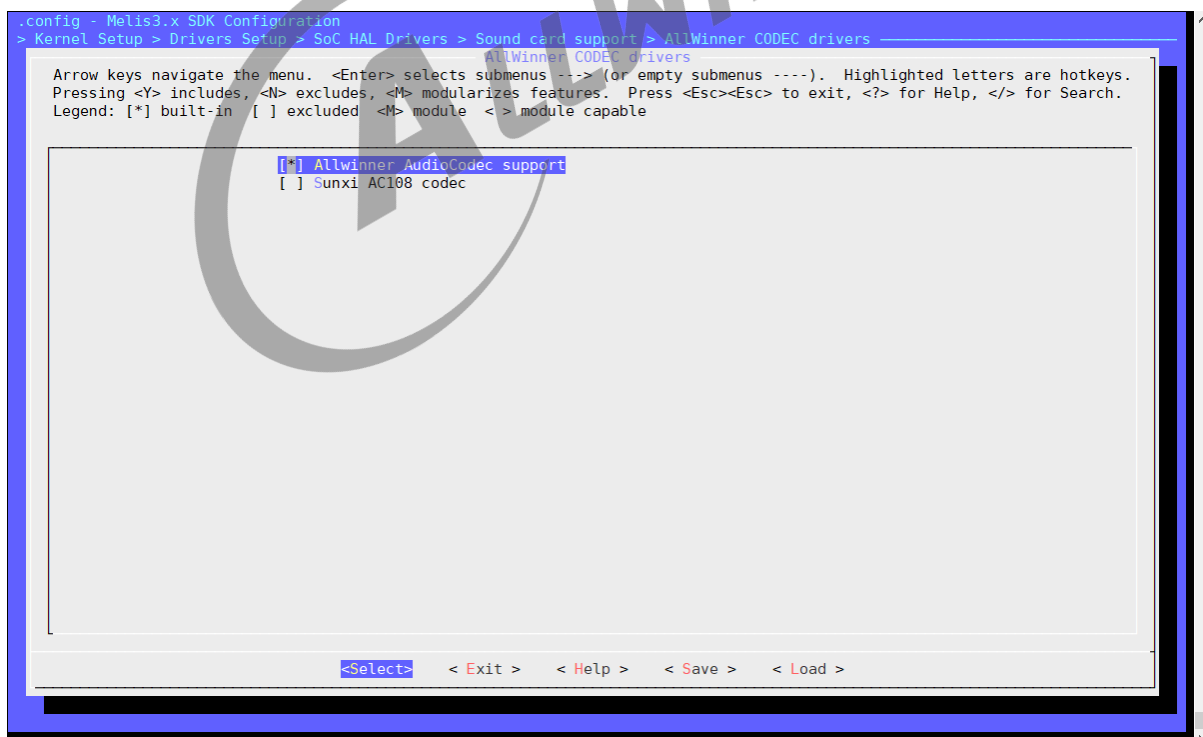 .config - Melis3.x SDK Configuration
> Kernel Setup > Drivers Setup > SoC HAL Drivers > Sound card support > AllWinner CODEC drivers
AllWinner CODEC drivers
Arrow keys navigate the menu.  <Enter> selects submenus ---> (or empty submenus ----).  Highlighted letters are hotkeys.
Pressing <Y> includes, <N> excludes, <M> modularizes features.  Press <Esc><Esc> to exit, <?> for Help, </> for Search.
Legend: [*] built-in  [ ] excluded  <M> module  < > module capable
[*] Allwinner AudioCodec support
[ ] Sunxi AC108 codec
<Select>    < Exit >    < Help >    < Save >    < Load >